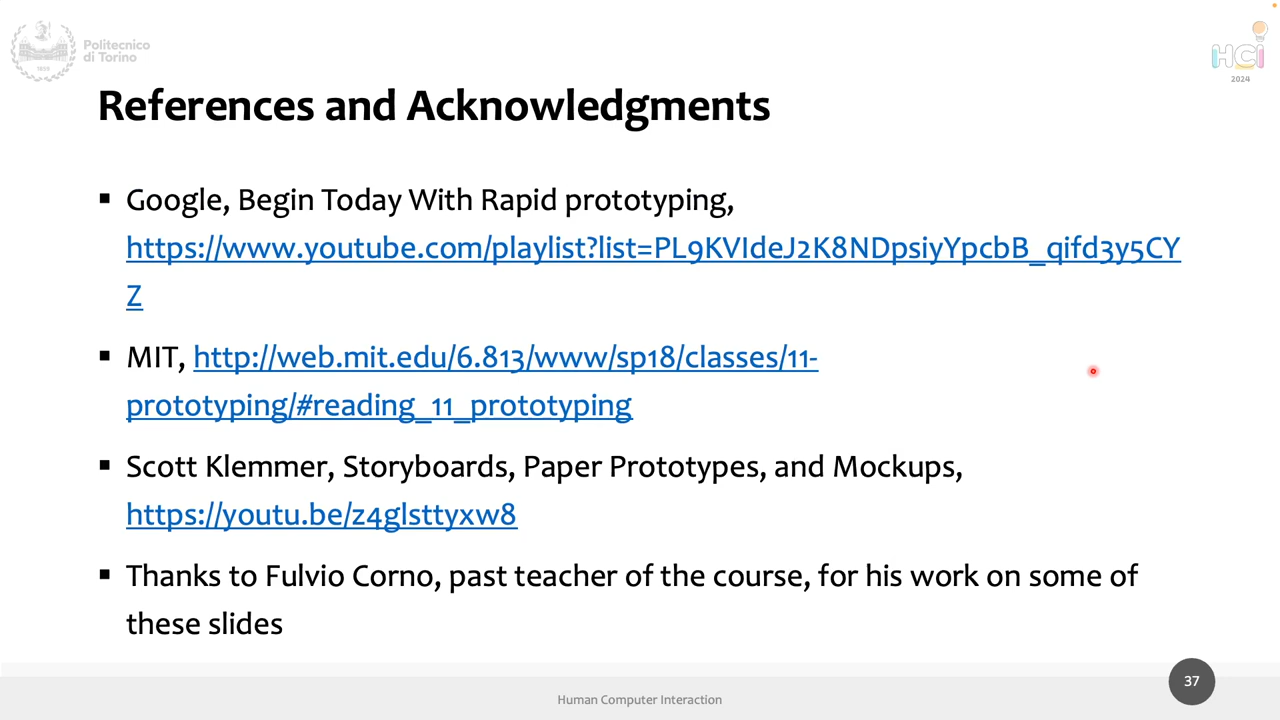 Politecnico
di Torino
1859
HCI
2024
References and Acknowledgments
▪ Google, Begin Today With Rapid prototyping,
https://www.youtube.com/playlist?list=PL9KVIdeJ2K8NDpsiyYpcbB_qifd3y5CY
Z
▪ MIT, http://web.mit.edu/6.813/www/sp18/classes/11-
prototyping/#reading_11_prototyping
▪ Scott Klemmer, Storyboards, Paper Prototypes, and Mockups,
https://youtu.be/z4glsttyxw8
▪ Thanks to Fulvio Corno, past teacher of the course, for his work on some of
these slides
Human Computer Interaction
37